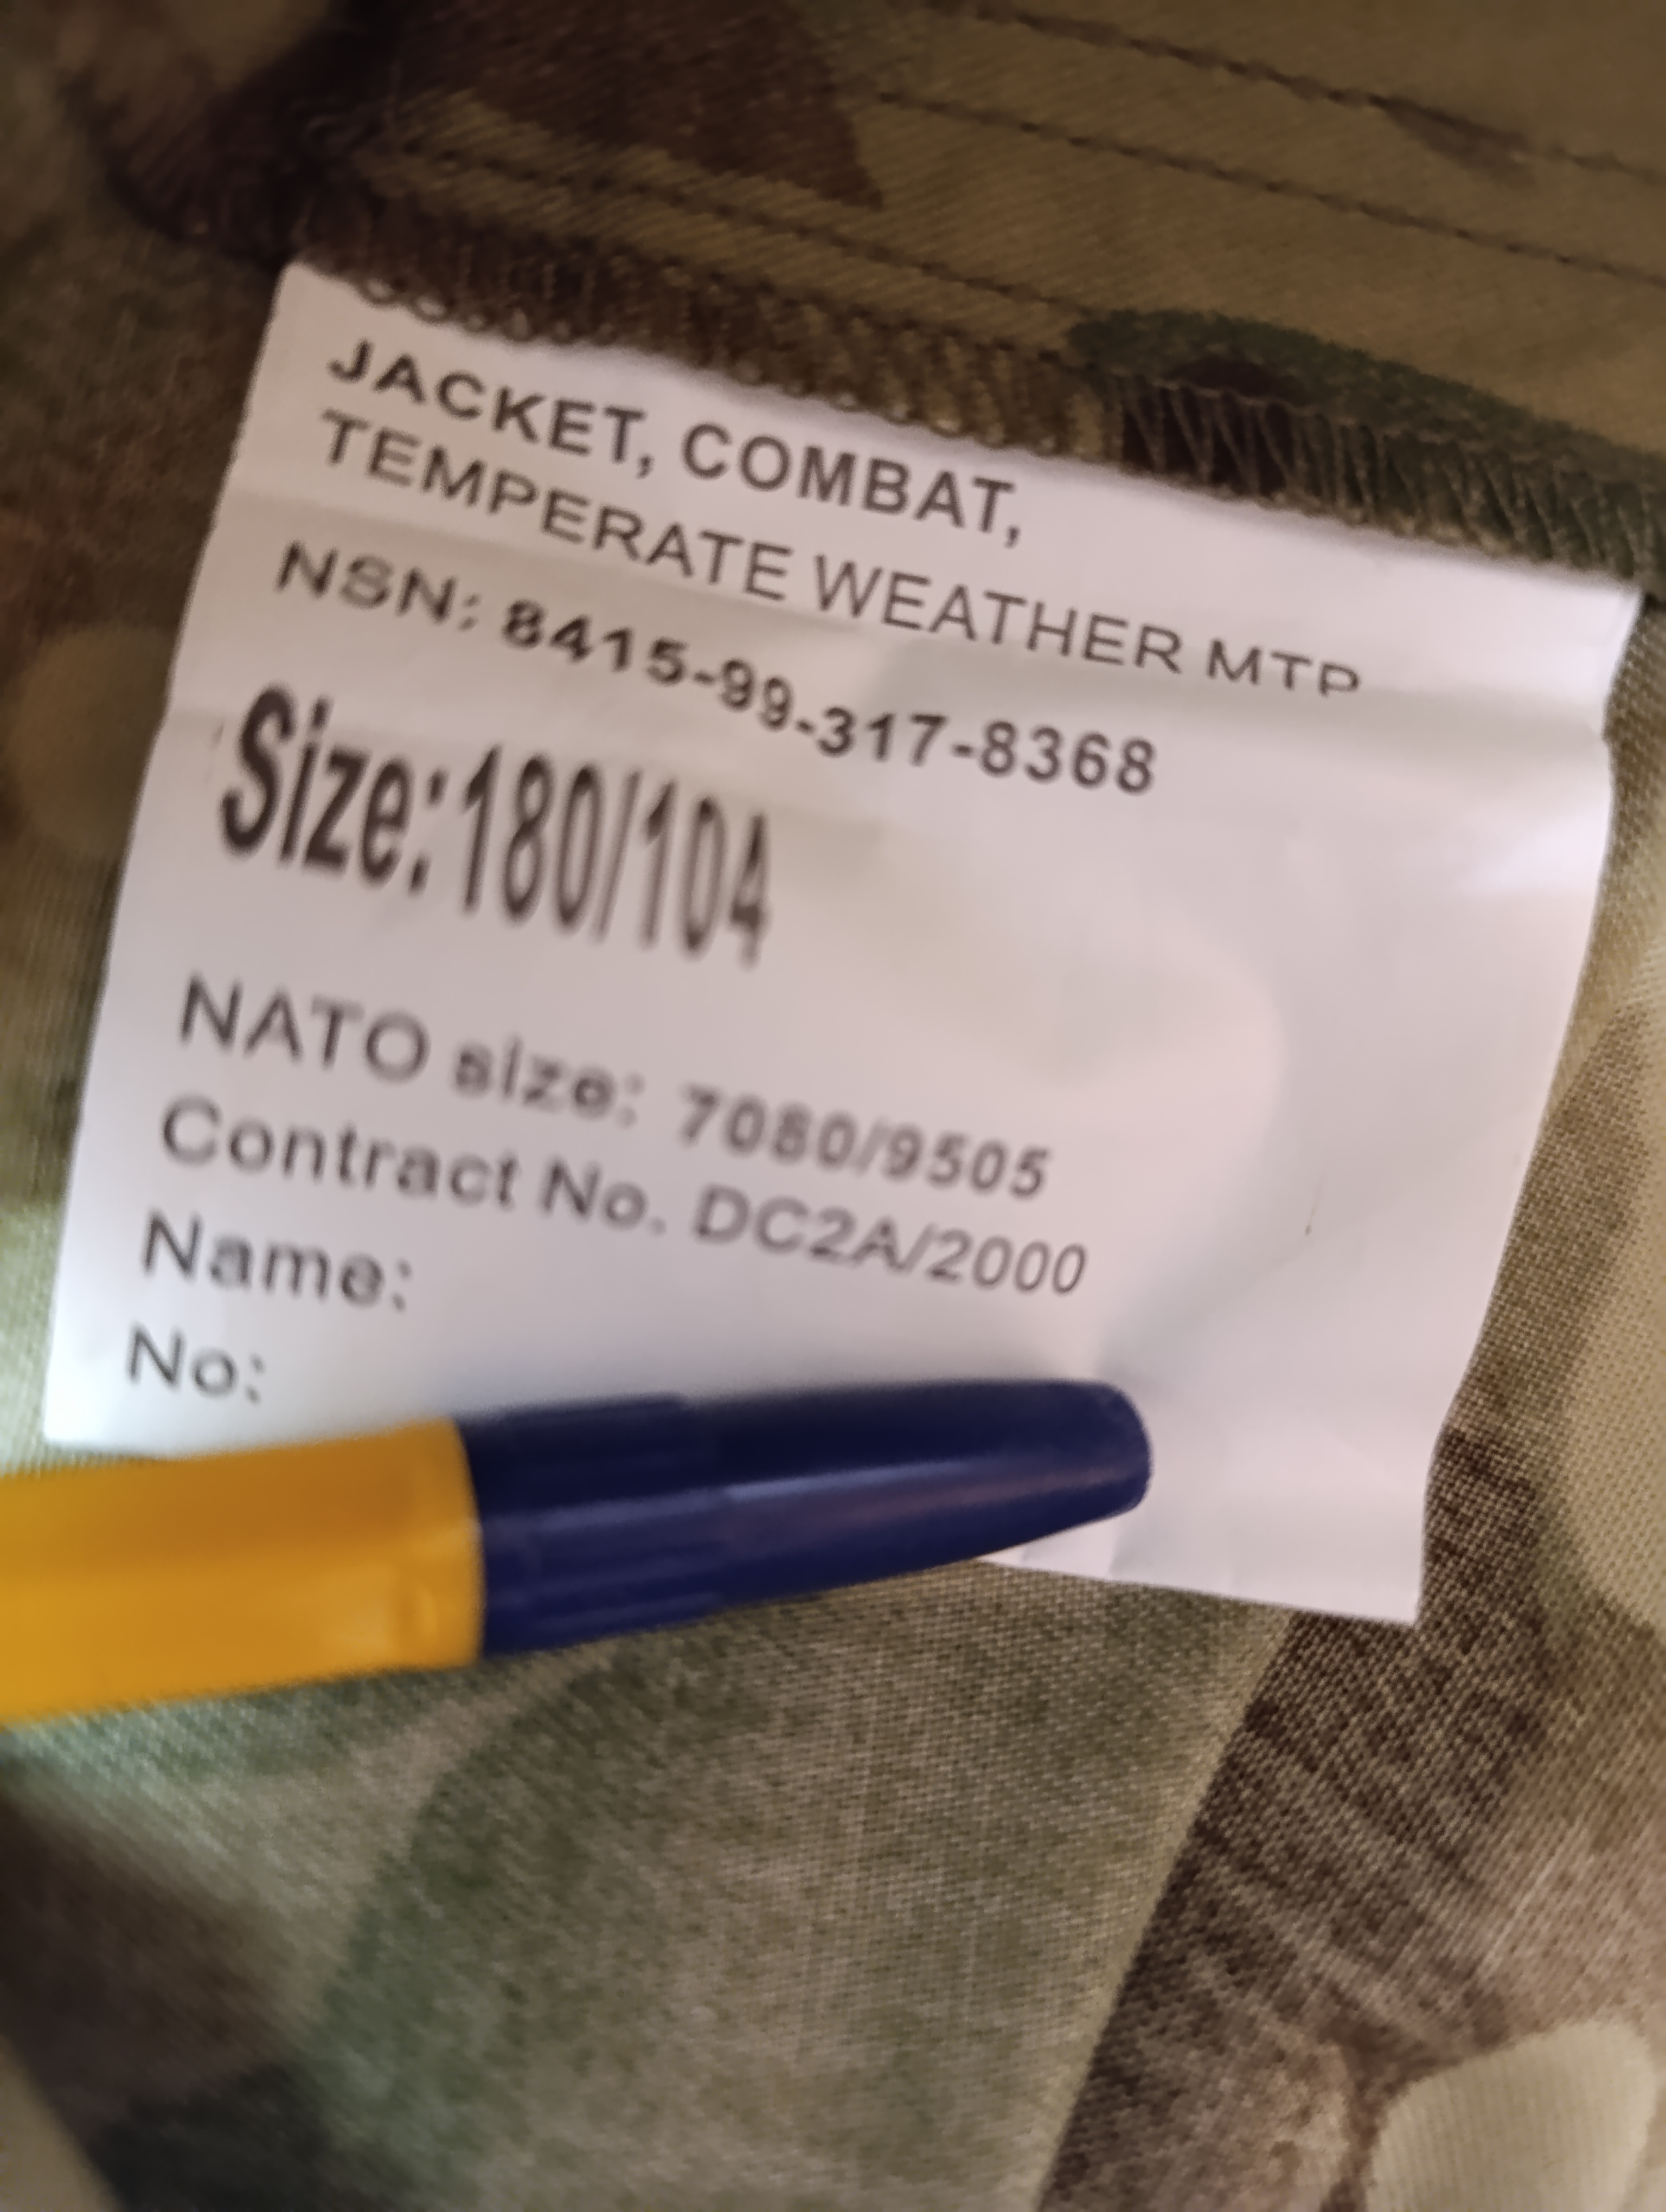 JACKET, COMBAT,
TEMPERATE WEATHER MTP
NSN: 8415-99-317-8368
Size:180/104
NATO size: 7080/9505
Contract No. DC2A/2000
Name:
No: